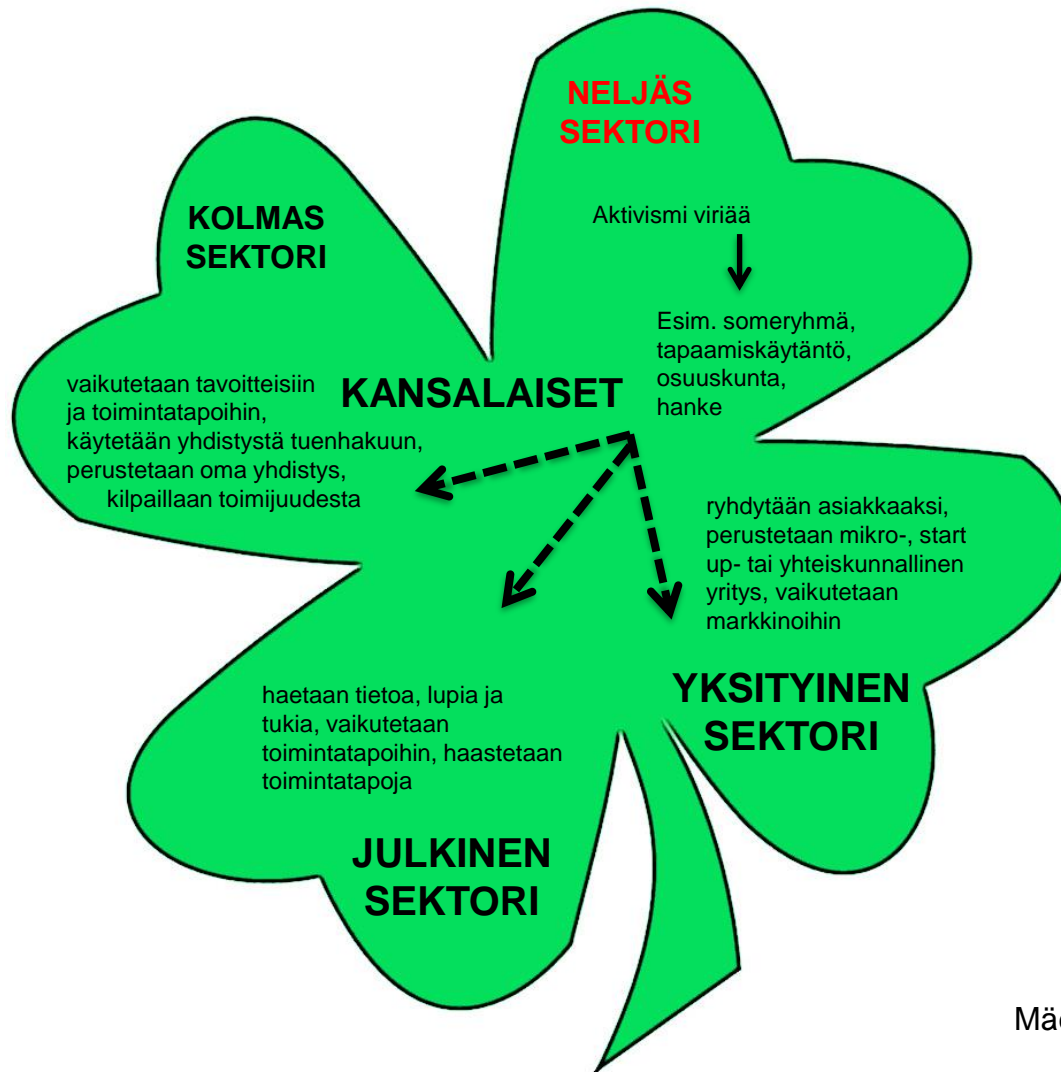 NELJÄS
SEKTORI
Aktivismi viriää
Esim. someryhmä,
tapaamiskäytäntö,
osuuskunta,
hanke
KOLMAS
SEKTORI
vaikutetaan tavoitteisiin
ja toimintatapoihin,
käytetään yhdistystä tuenhakuun,
perustetaan oma yhdistys,
kilpaillaan toimijuudesta
KANSALAISET
ryhdytään asiakkaaksi,
perustetaan mikro-, start
up- tai yhteiskunnallinen
yritys, vaikutetaan
markkinoihin
YKSITYINEN
SEKTORI
haetaan tietoa, lupia ja
tukia, vaikutetaan
toimintatapoihin, haastetaan
toimintatapoja
JULKINEN
SEKTORI